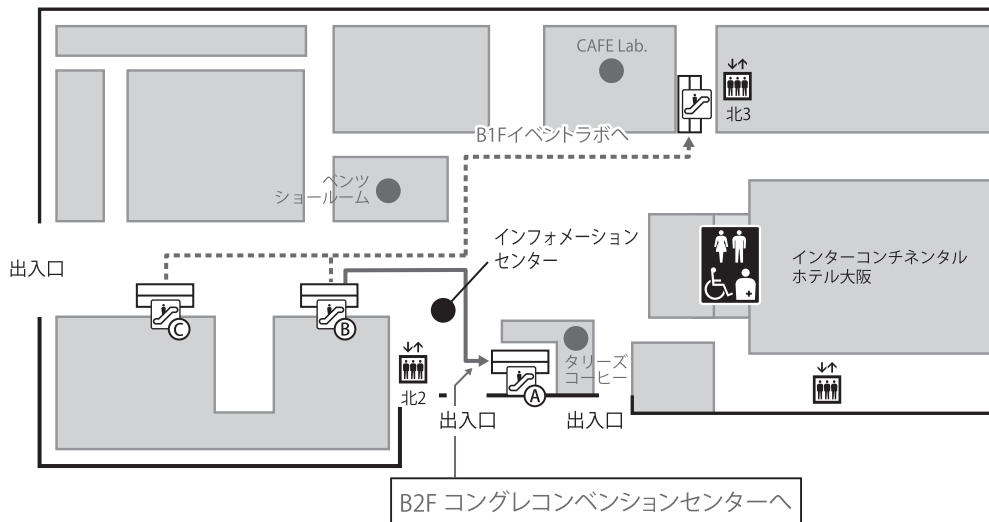 CAFE Lab.
北3
B1Fイベントラボへ
ベンツ
ショールーム
インフォメーション
センター
出入口
インターコンチネンタル
ホテル大阪
C
B
タリーズ
コーヒー
北2
A
出入口
出入口
B2F コングレコンベンションセンターへ